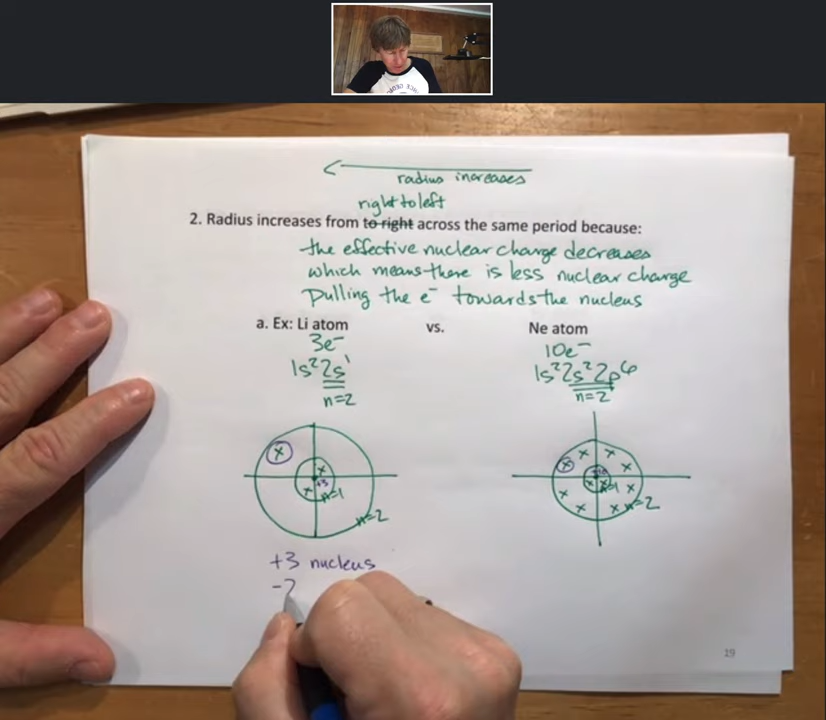 radius increases
right to left
2. Radius increases from to right across the same period because:
the effective nuclear charge decreases
which means there is less nuclear charge
pulling the e⁻ towards the nucleus
a. Ex: Li atom vs. Ne atom
3e⁻ 10e⁻
1s²2s¹ 1s²2s²2p⁶
n=2 n=2
x x x x
x x x
+3 x x x
n=1 n=1
x x x
n=2 n=2
+3 nucleus
-2
19